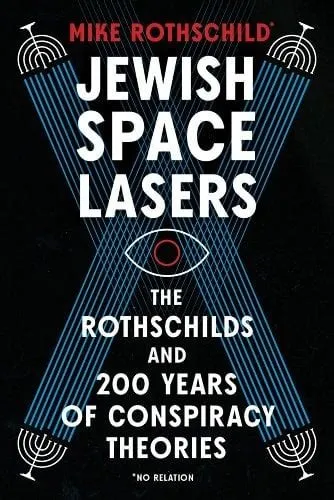 MIKE ROTHSCHILD*
JEWISH
SPACE
LASERS
THE
ROTHSCHILDS
AND
200 YEARS
OF CONSPIRACY
THEORIES
*NO RELATION